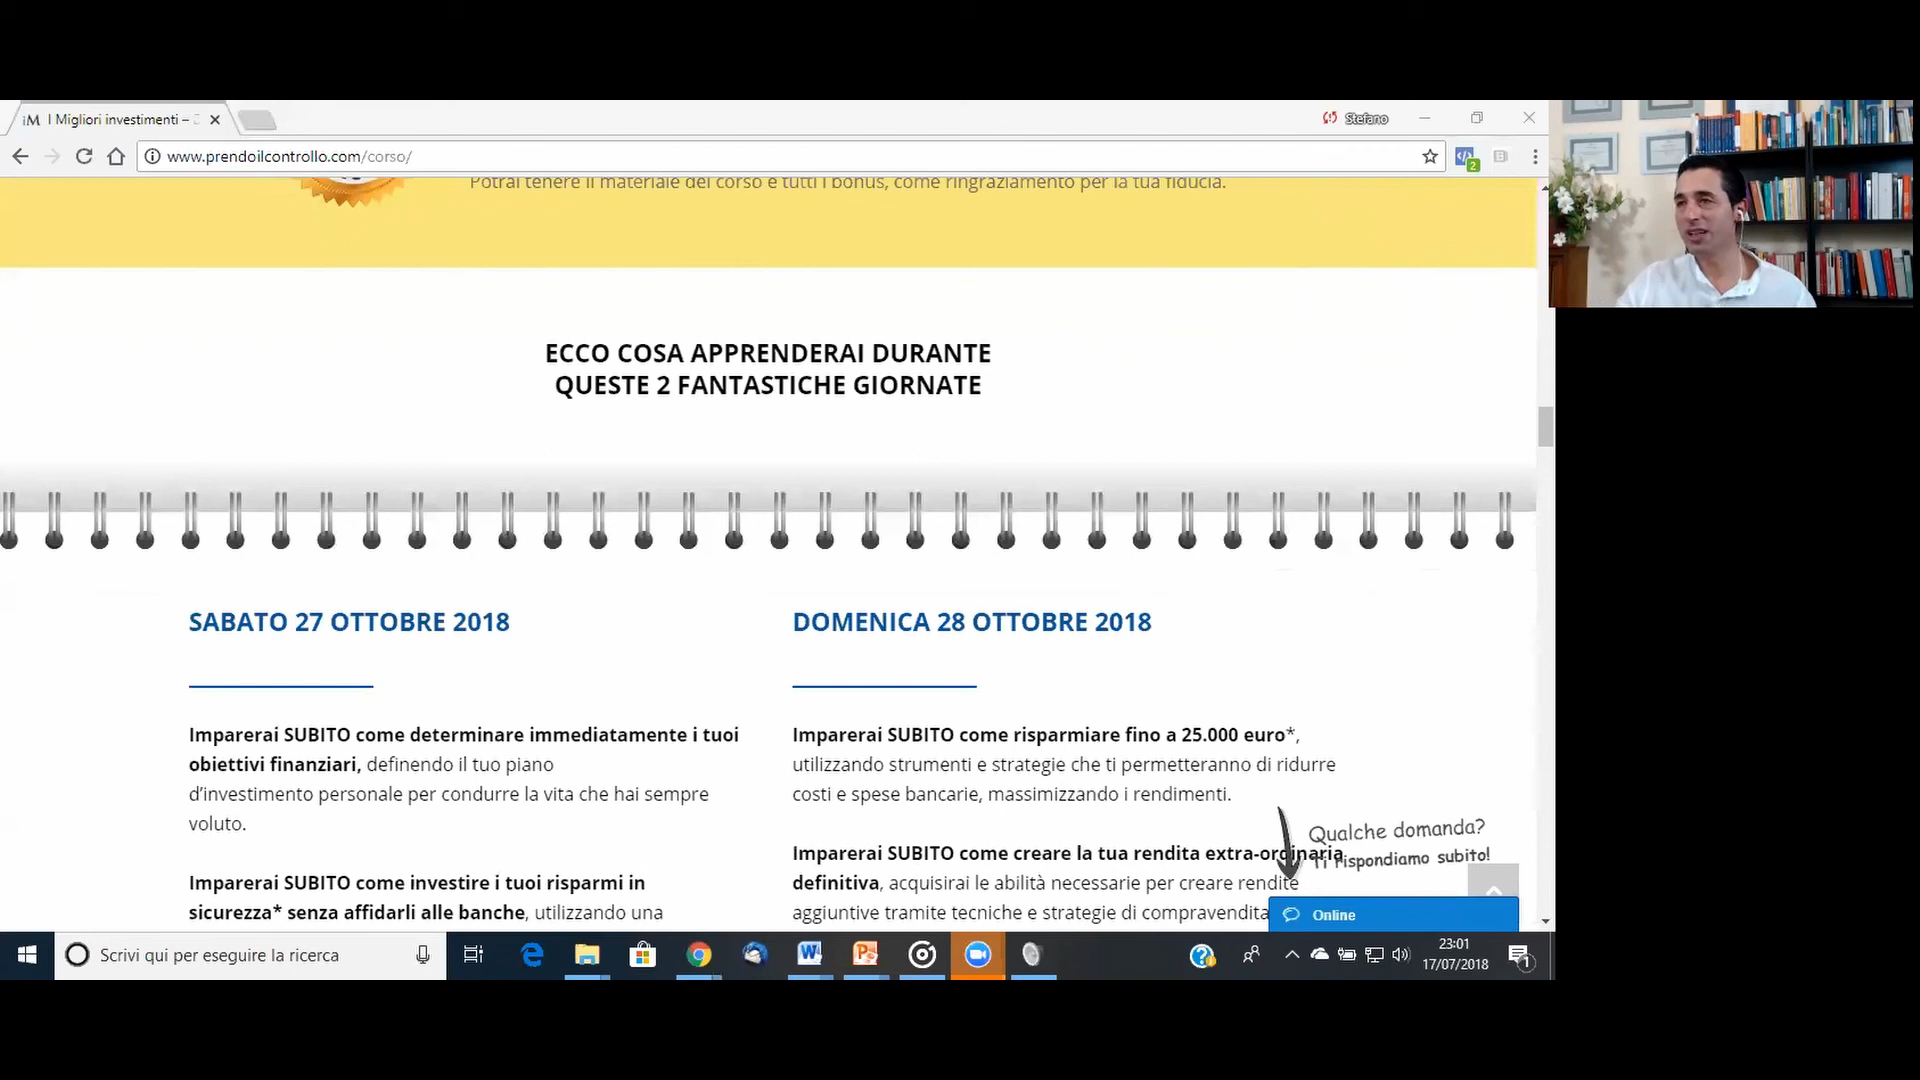 I Migliori investimenti –
Stefano
www.prendoilcontrollo.com/corso/
2
Potrai tenere il materiale del corso e tutti i bonus, come ringraziamento per la tua fiducia.
ECCO COSA APPRENDERAI DURANTE
QUESTE 2 FANTASTICHE GIORNATE
SABATO 27 OTTOBRE 2018
Imparerai SUBITO come determinare immediatamente i tuoi
obiettivi finanziari, definendo il tuo piano
d’investimento personale per condurre la vita che hai sempre
voluto.
Imparerai SUBITO come investire i tuoi risparmi in
sicurezza* senza affidarli alle banche, utilizzando una
DOMENICA 28 OTTOBRE 2018
Imparerai SUBITO come risparmiare fino a 25.000 euro*,
utilizzando strumenti e strategie che ti permetteranno di ridurre
costi e spese bancarie, massimizzando i rendimenti.
Imparerai SUBITO come creare la tua rendita extra-ordinaria
definitiva, acquisirai le abilità necessarie per creare rendite
aggiuntive tramite tecniche e strategie di compravendita
Qualche domanda?
Ti rispondiamo subito!
Online
Scrivi qui per eseguire la ricerca
23:01
17/07/2018
1